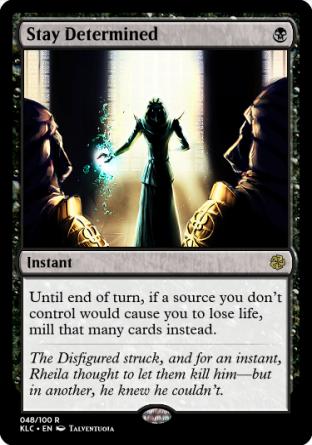 Stay Determined
Instant
Until end of turn, if a source you don't
control would cause you to lose life,
mill that many cards instead.
The Disfigured struck, and for an instant,
Rheila thought to let them kill him—but
in another, he knew he couldn't.
048/100 R
KLC • EN Talventuofa